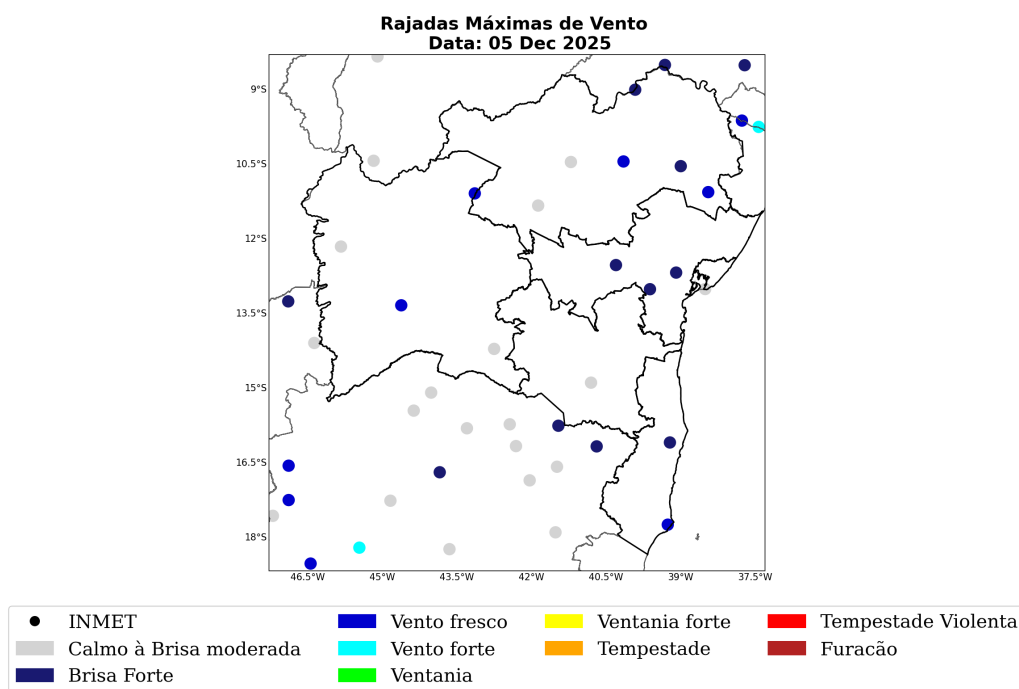 Rajadas Máximas de Vento
Data: 05 Dec 2025
9°S
10.5°S
12°S
13.5°S
15°S
16.5°S
18°S
46.5°W 45°W 43.5°W 42°W 40.5°W 39°W 37.5°W
INMET
Calmo à Brisa moderada
Brisa Forte
Vento fresco
Vento forte
Ventania
Ventania forte
Tempestade
Tempestade Violenta
Furacão